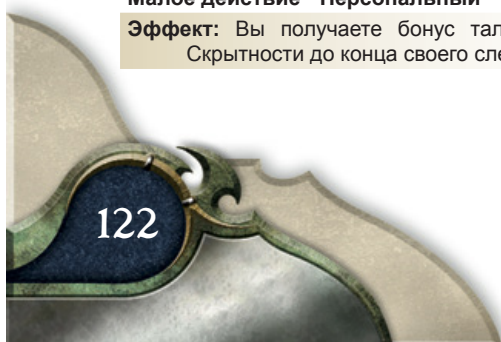 Малое действие Персональный
Эффект: Вы получаете бонус
Скрытности до конца своего
122